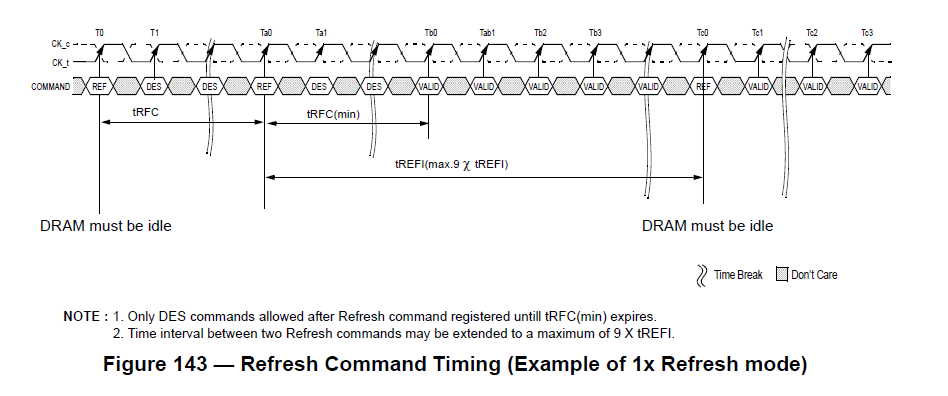 T0 T1 Ta0 Ta1 Tb0 Tab1 Tb2 Tb3 Tc0 Tc1 Tc2 Tc3
CK_c
CK_t
COMMAND REF DES DES REF DES DES VALID VALID VALID VALID VALID REF VALID VALID VALID
tRFC tRFC(min)
tREFI(max.9 χ tREFI)
DRAM must be idle DRAM must be idle
Time Break Don't Care
NOTE : 1. Only DES commands allowed after Refresh command registered untill tRFC(min) expires.
2. Time interval between two Refresh commands may be extended to a maximum of 9 X tREFI.
Figure 143 — Refresh Command Timing (Example of 1x Refresh mode)